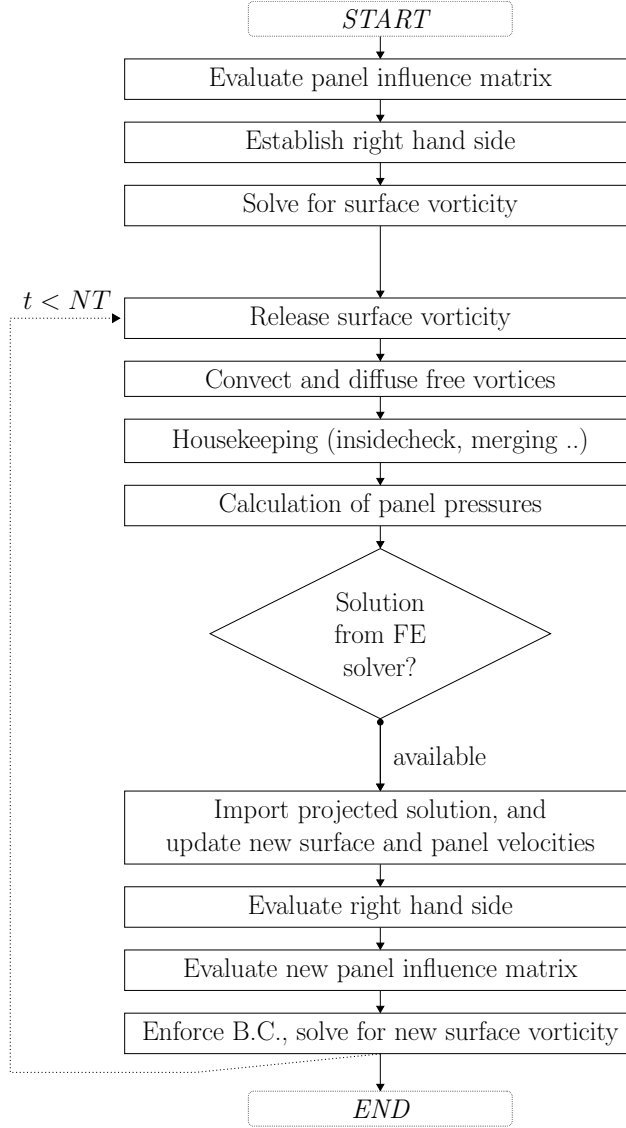 START
Evaluate panel influence matrix
Establish right hand side
Solve for surface vorticity
t < NT
Release surface vorticity
Convect and diffuse free vortices
Housekeeping (insidecheck, merging ..)
Calculation of panel pressures
Solution
from FE
solver?
available
Import projected solution, and
update new surface and panel velocities
Evaluate right hand side
Evaluate new panel influence matrix
Enforce B.C., solve for new surface vorticity
END